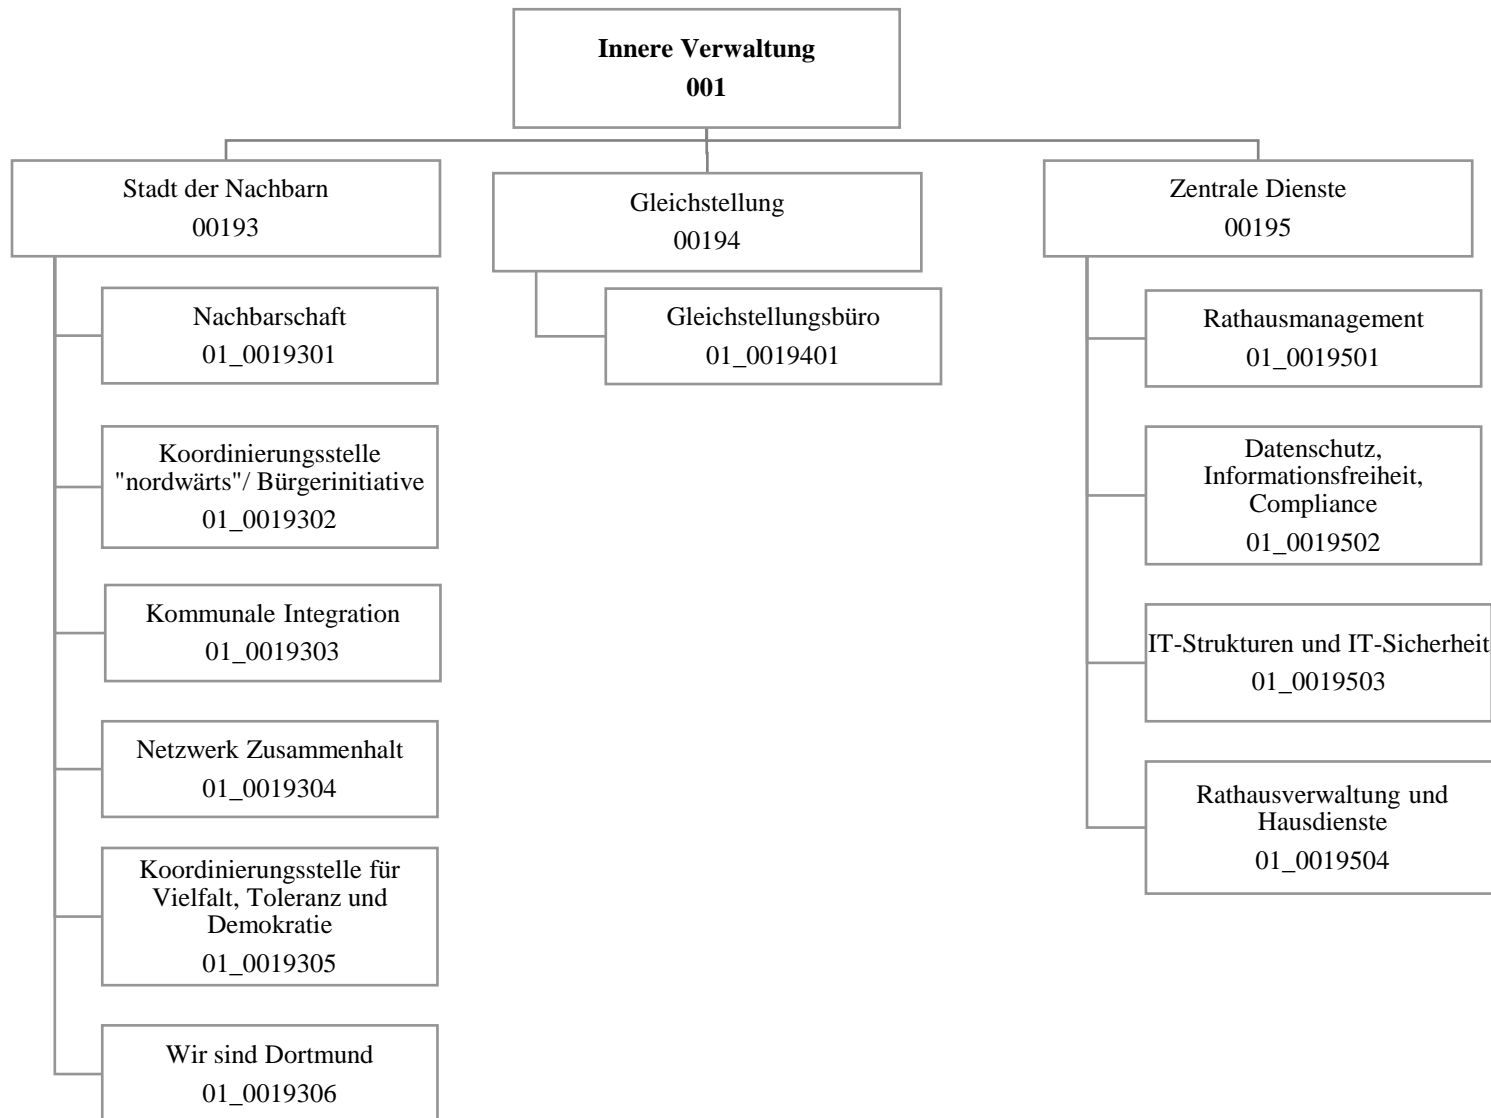 Innere Verwaltung
001
Stadt der Nachbarn
00193
Nachbarschaft
01_0019301
Koordinierungsstelle
"nordwärts"/ Bürgerinitiative
01_0019302
Kommunale Integration
01_0019303
Netzwerk Zusammenhalt
01_0019304
Koordinierungsstelle für
Vielfalt, Toleranz und
Demokratie
01_0019305
Wir sind Dortmund
01_0019306
Gleichstellung
00194
Gleichstellungsbüro
01_0019401
Zentrale Dienste
00195
Rathausmanagement
01_0019501
Datenschutz,
Informationsfreiheit,
Compliance
01_0019502
IT-Strukturen und IT-Sicherheit
01_0019503
Rathausverwaltung und
Hausdienste
01_0019504